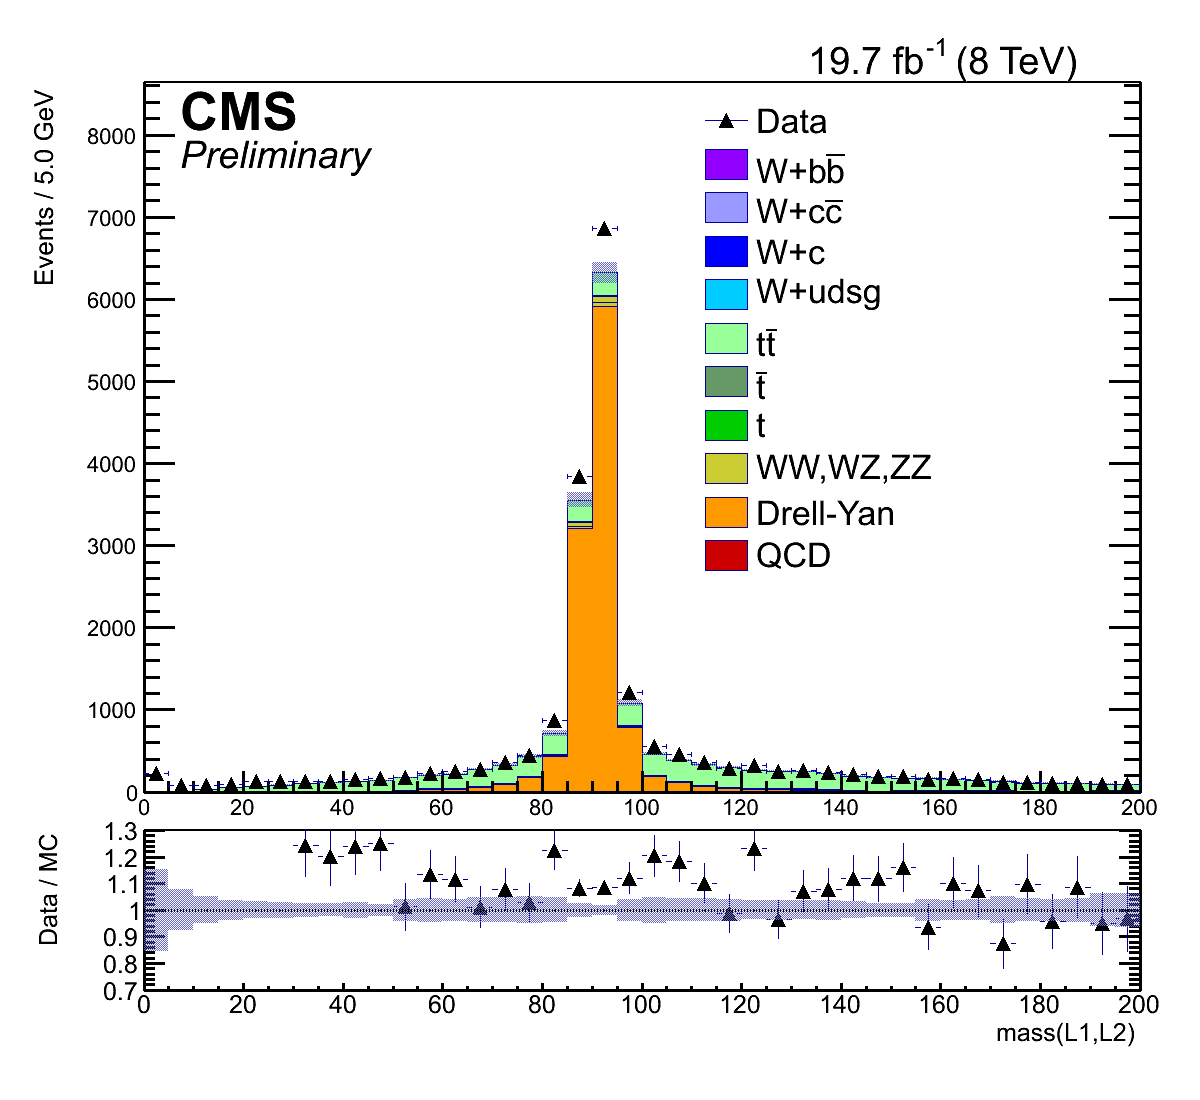 19.7 fb⁻¹ (8 TeV)
CMS
Preliminary
Events / 5.0 GeV
8000
7000
6000
5000
4000
3000
2000
1000
0
Data
W+bb̅
W+cc̅
W+c
W+udsg
tt̅
t̅
t
WW,WZ,ZZ
Drell-Yan
QCD
0 20 40 60 80 100 120 140 160 180 200
Data / MC
1.3
1.2
1.1
1
0.9
0.8
0.7
0 20 40 60 80 100 120 140 160 180 200
mass(L1,L2)